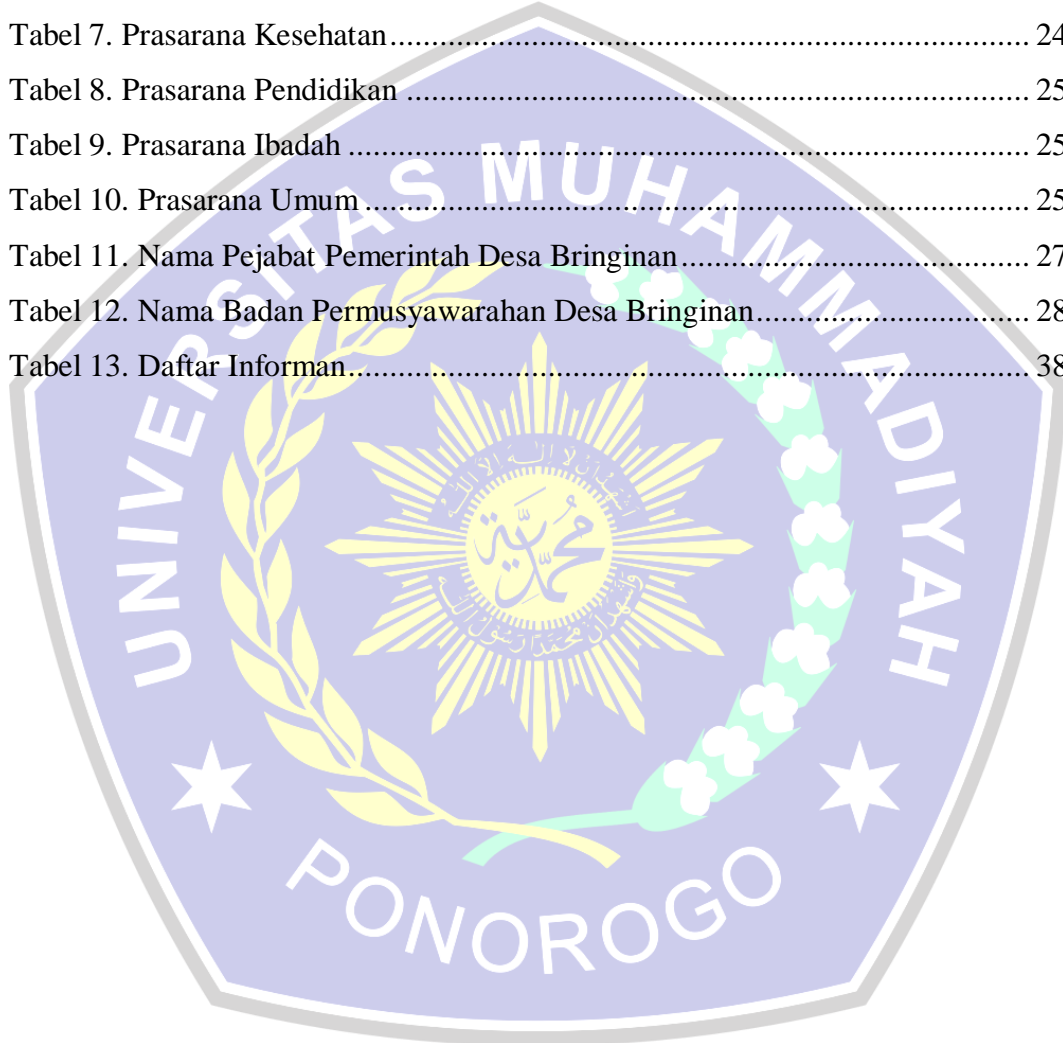 Tabel 7. Prasarana Kesehatan................................................................................ 24
Tabel 8. Prasarana Pendidikan .............................................................................. 25
Tabel 9. Prasarana Ibadah ..................................................................................... 25
Tabel 10. Prasarana Umum ................................................................................... 25
Tabel 11. Nama Pejabat Pemerintah Desa Bringinan............................................ 27
Tabel 12. Nama Badan Permusyawarahan Desa Bringinan................................... 28
Tabel 13. Daftar Informan..................................................................................... 38
UNIVERSITAS MUHAMMADIYAH
محمدية
PONOROGO